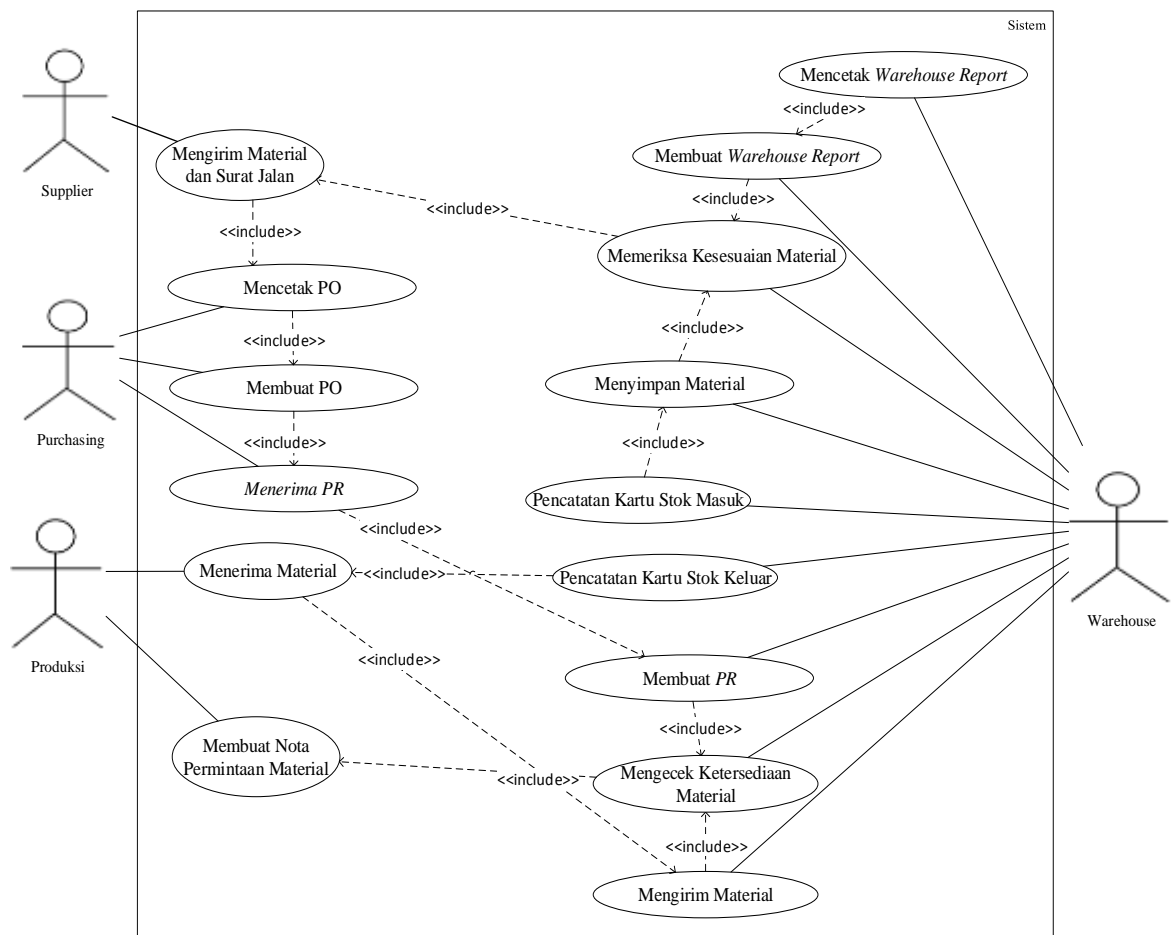 Sistem
Mencetak Warehouse Report
<<include>>
Membuat Warehouse Report
Mengirim Material
dan Surat Jalan
Supplier
<<include>>
<<include>>
<<include>>
Memeriksa Kesesuaian Material
Mencetak PO
<<include>>
<<include>>
Membuat PO
Menyimpan Material
Purchasing
<<include>>
<<include>>
Menerima PR
Pencatatan Kartu Stok Masuk
<<include>>
Menerima Material
<<include>>
Pencatatan Kartu Stok Keluar
Warehouse
Produksi
<<include>>
Membuat PR
<<include>>
Membuat Nota
Permintaan Material
<<include>>
Mengecek Ketersediaan
Material
<<include>>
Mengirim Material